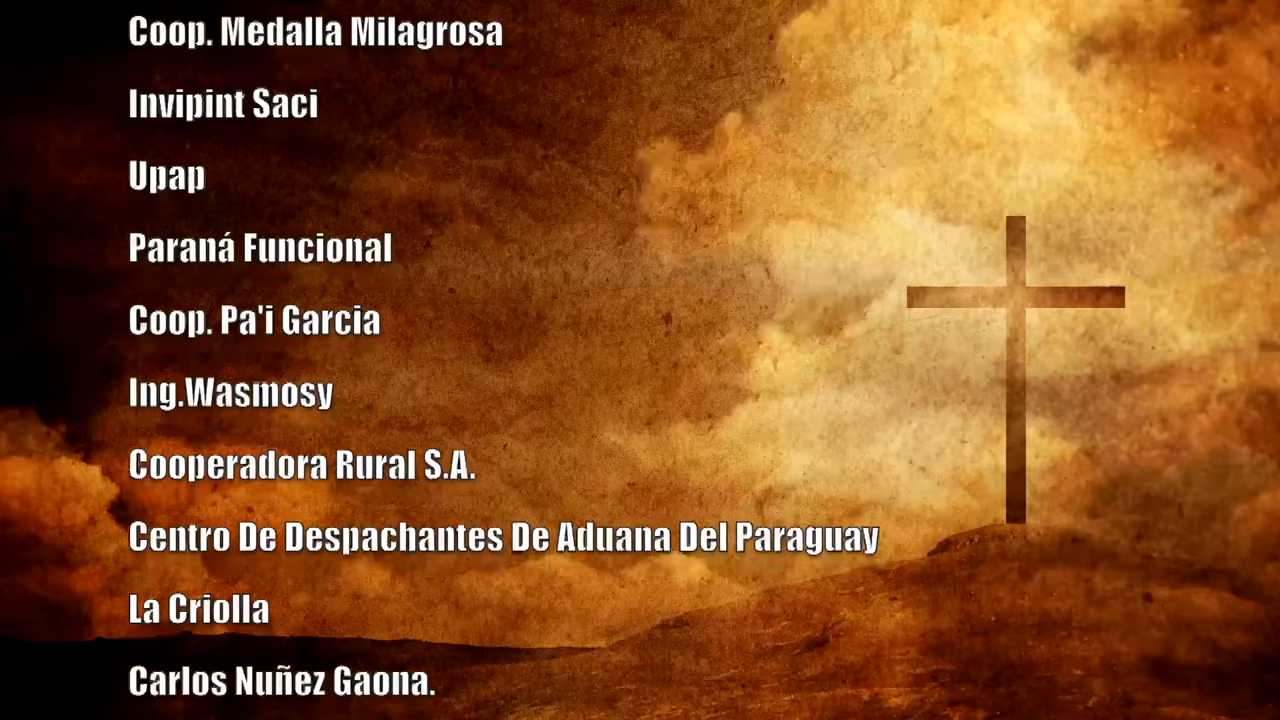 Coop. Medalla Milagrosa
Invipint Saci
Upap
Paraná Funcional
Coop. Pa'i Garcia
Ing.Wasmosy
Cooperadora Rural S.A.
Centro De Despachantes De Aduana Del Paraguay
La Criolla
Carlos Nuñez Gaona.